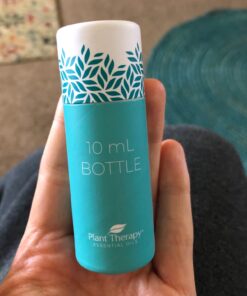 10 mL
BOTTLE
Plant Therapy®
ESSENTIAL OILS